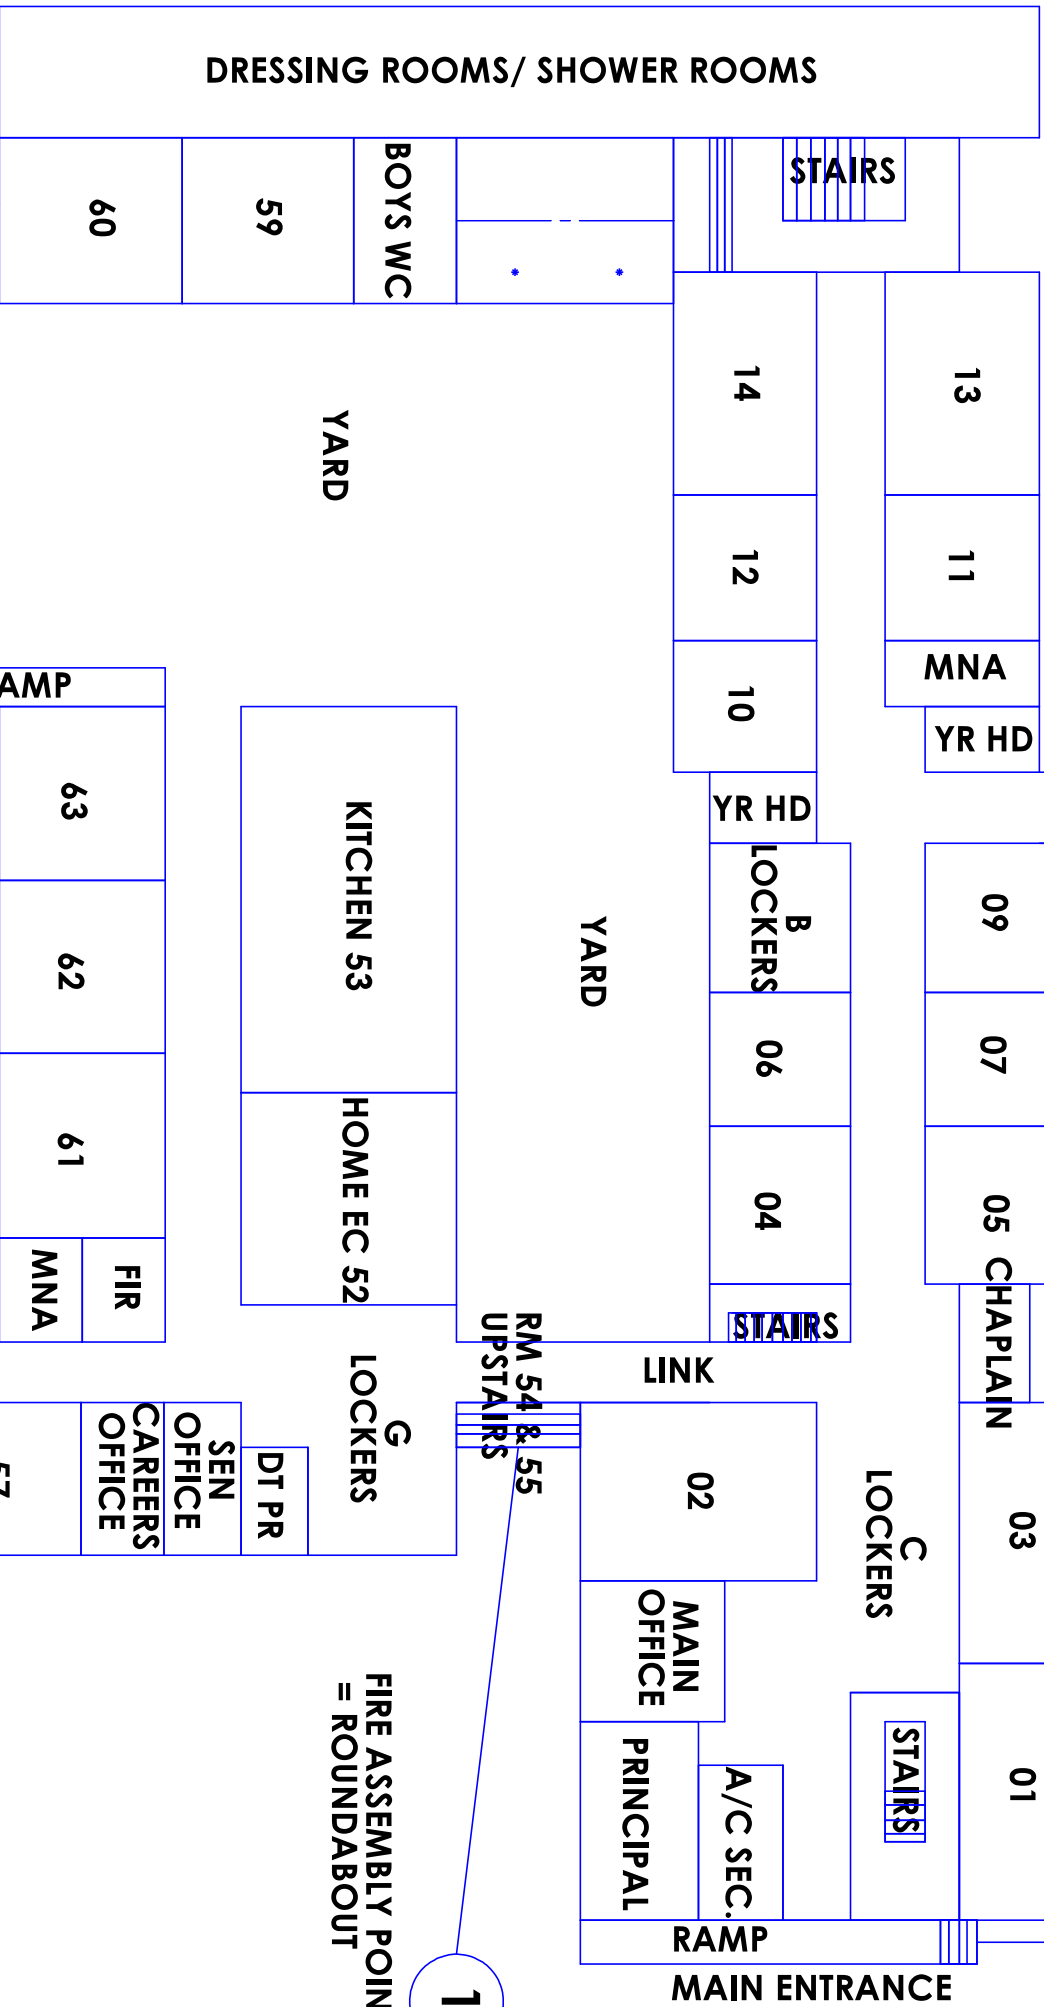 DRESSING ROOMS/ SHOWER ROOMS
STAIRS
60
59
BOYS WC
14
13
YARD
12
11
MNA
10
YR HD
AMP
63
KITCHEN 53
YR HD
B
LOCKERS
09
YARD
62
06
07
61
HOME EC 52
04
05
CHAPLAIN
MNA
FIR
RM 54 & 55
UPSTAIRS
STAIRS
LINK
G
LOCKERS
CAREERS
OFFICE
SEN
OFFICE
DT PR
57
02
C
LOCKERS
03
MAIN
OFFICE
01
STAIRS
PRINCIPAL
A/C SEC.
FIRE ASSEMBLY POIN
= ROUNDABOUT
RAMP
MAIN ENTRANCE
1